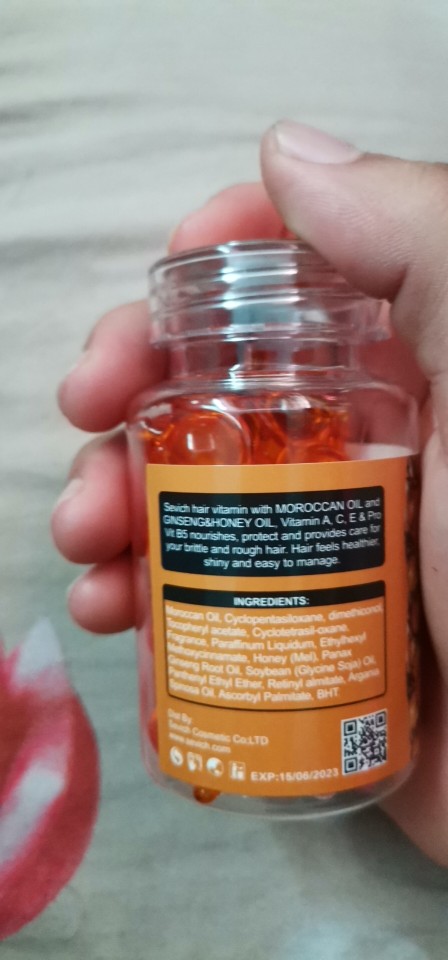 Sevich hair vitamin with MOROCCAN OIL and
GINSENG&HONEY OIL, Vitamin A, C, E & Pro
Vit B5 nourishes, protect and provides care for
your brittle and rough hair. Hair feels healthier,
shiny and easy to manage.
INGREDIENTS:
Moroccan Oil, Cyclopentasiloxane, dimethiconol,
Tocopheryl acetate, Cyclotetrasil-oxane,
Fragrance, Paraffinum Liquidum, Ethylhexyl
Methoxycinnamate, Honey (Mel), Panax
Ginseng Root Oil, Soybean (Glycine Soja) Oil,
Panthenyl Ethyl Ether, Retinyl almitate, Argania
Spinosa Oil, Ascorbyl Palmitate, BHT
Dist By
Sevich Cosmetic Co;LTD
www.sevich.com
EXP:15/06/2023